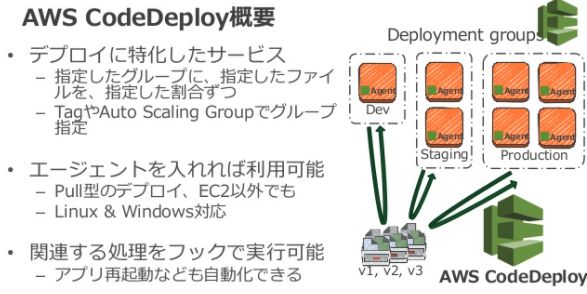 AWS CodeDeploy概要
• デプロイに特化したサービス
– 指定したグループに、指定したファイ
ルを、指定した割合ずつ
– TagやAuto Scaling Groupでグループ
指定
• エージェントを入れれば利用可能
– Pull型のデプロイ、EC2以外でも
– Linux & Windows対応
• 関連する処理をフックで実行可能
– アプリ再起動なども自動化できる
Deployment groups
Agent
Agent
Agent
Agent
Dev
Agent
Agent
Agent
Staging
Production
v1, v2, v3
AWS CodeDeploy